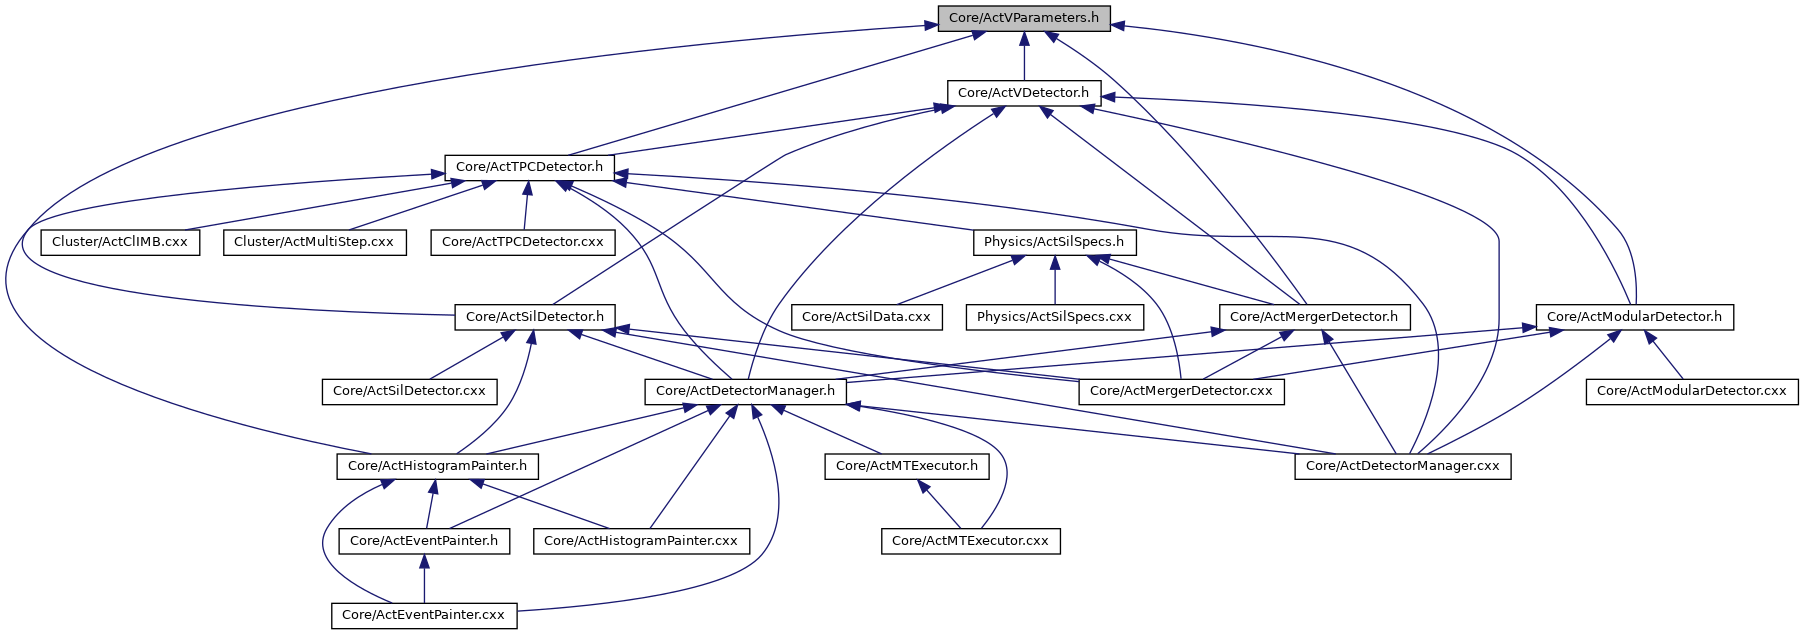 Core/ActVParameters.h
Core/ActVDetector.h
Core/ActTPCDetector.h
Cluster/ActClIMB.cxx
Cluster/ActMultiStep.cxx
Core/ActTPCDetector.cxx
Physics/ActSilSpecs.h
Core/ActSilDetector.h
Core/ActSilData.cxx
Physics/ActSilSpecs.cxx
Core/ActMergerDetector.h
Core/ActModularDetector.h
Core/ActSilDetector.cxx
Core/ActDetectorManager.h
Core/ActMergerDetector.cxx
Core/ActModularDetector.cxx
Core/ActHistogramPainter.h
Core/ActMTExecutor.h
Core/ActDetectorManager.cxx
Core/ActEventPainter.h
Core/ActHistogramPainter.cxx
Core/ActMTExecutor.cxx
Core/ActEventPainter.cxx